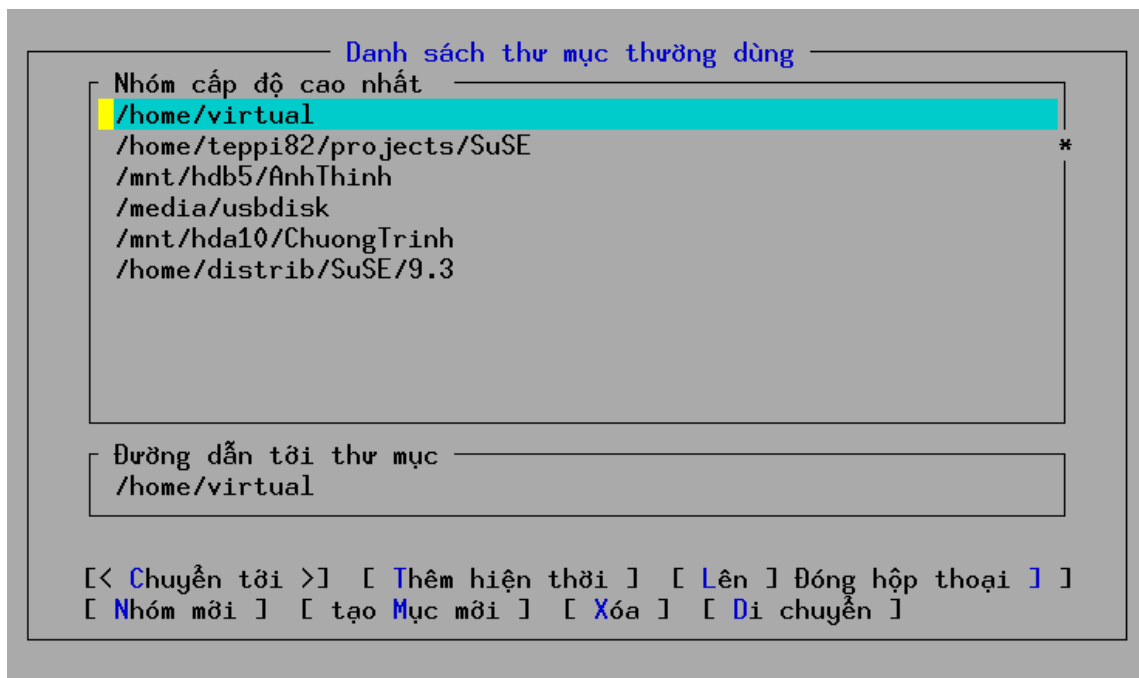 Danh sách thư mục thường dùng
Nhóm cấp độ cao nhất
/home/virtual
/home/teppi82/projects/SuSE *
/mnt/hdb5/AnhThinh
/media/usbdisk
/mnt/hda10/ChuongTrinh
/home/distrib/SuSE/9.3
Đường dẫn tới thư mục
/home/virtual
[< Chuyển tới >] [ Thêm hiện thời ] [ Lên ] Đóng hộp thoại ] ]
[ Nhóm mới ] [ tạo Mục mới ] [ Xóa ] [ Di chuyển ]